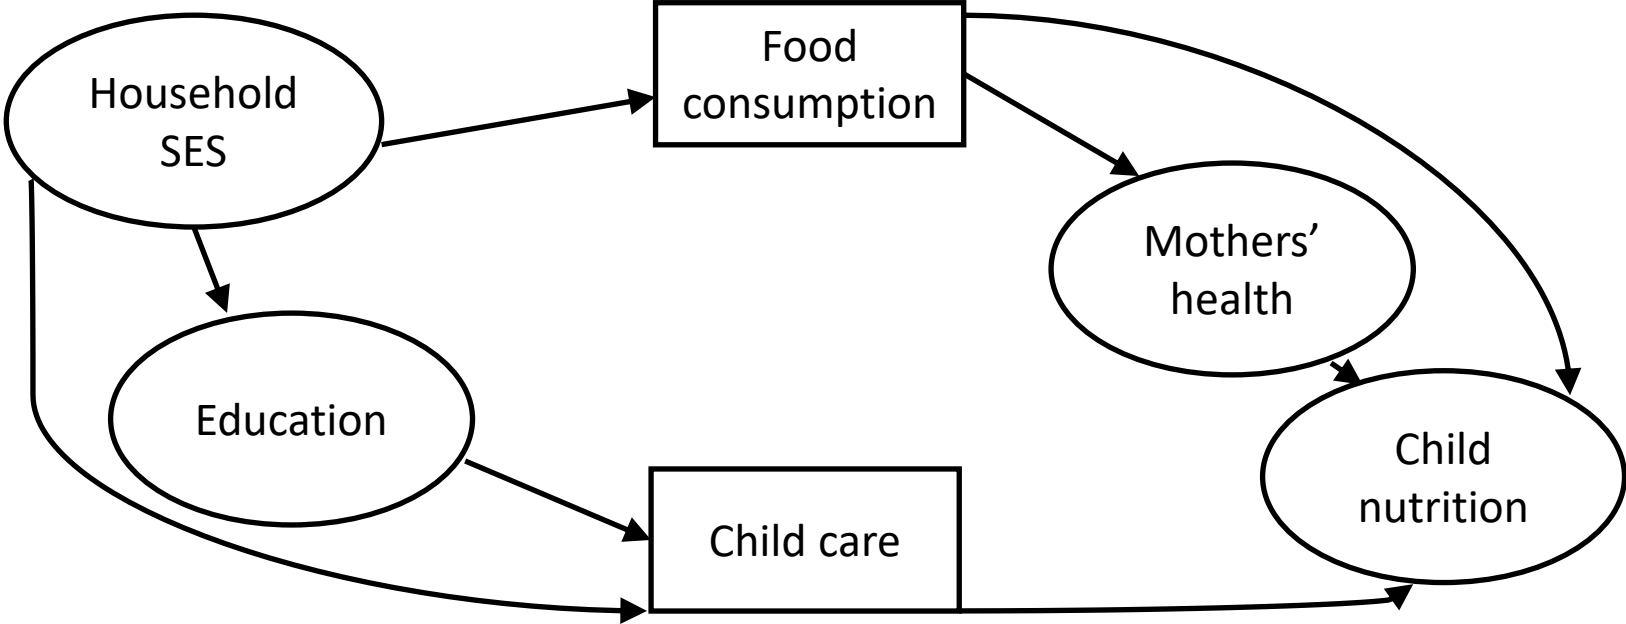 Household
SES
Food
consumption
Mothers’
health
Education
Child
nutrition
Child care